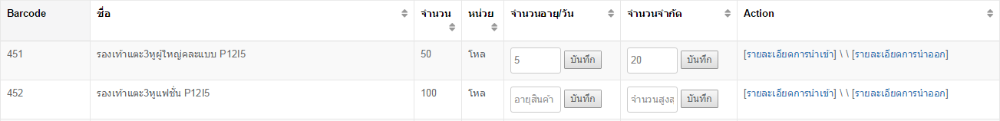 Barcode ชื่อ จำนวน หน่วย จำนวนอายุ/วัน จำนวนจำกัด Action
451 รองเท้าแตะ3หูผู้ใหญ่คละแบบ P12I5 50 โหล 5 บันทึก 20 บันทึก [รายละเอียดการนำเข้า] \ \ [รายละเอียดการนำออก]
452 รองเท้าแตะ3หูแฟชั่น P12I5 100 โหล อายุสินค้า บันทึก จำนวนสูงส บันทึก [รายละเอียดการนำเข้า] \ \ [รายละเอียดการนำออก]